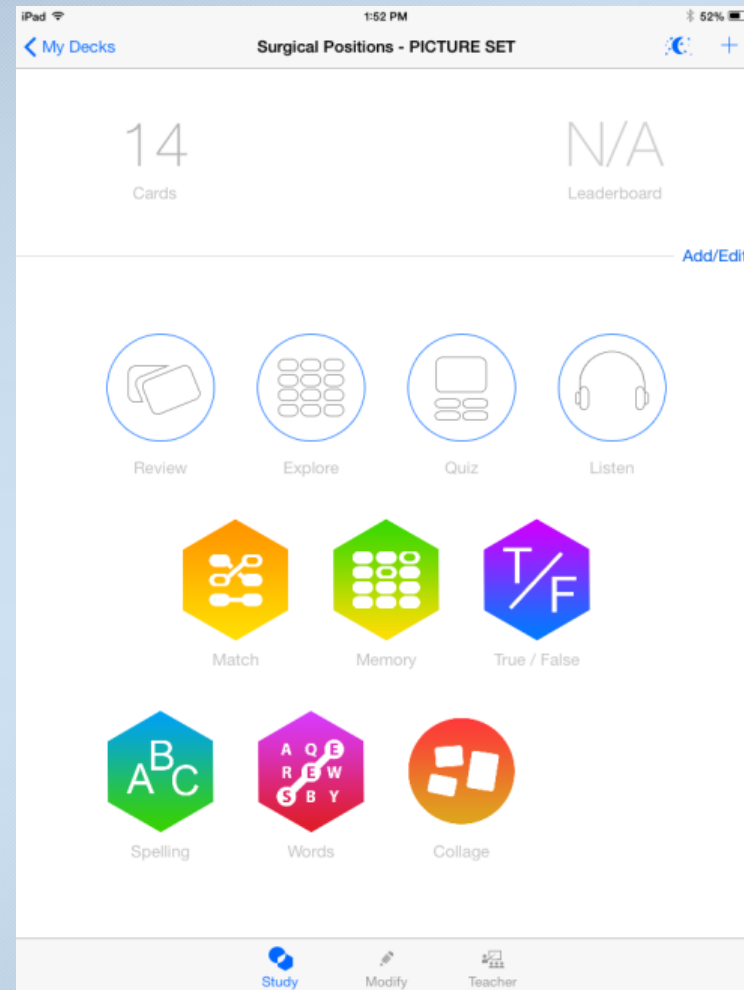 iPad 1:52 PM 52%
My Decks Surgical Positions - PICTURE SET
14 N/A
Cards Leaderboard
Add/Edit
Review Explore Quiz Listen
T/F
Match Memory True / False
ABC
A Q E
R E W
S B Y
Spelling Words Collage
Study Modify Teacher